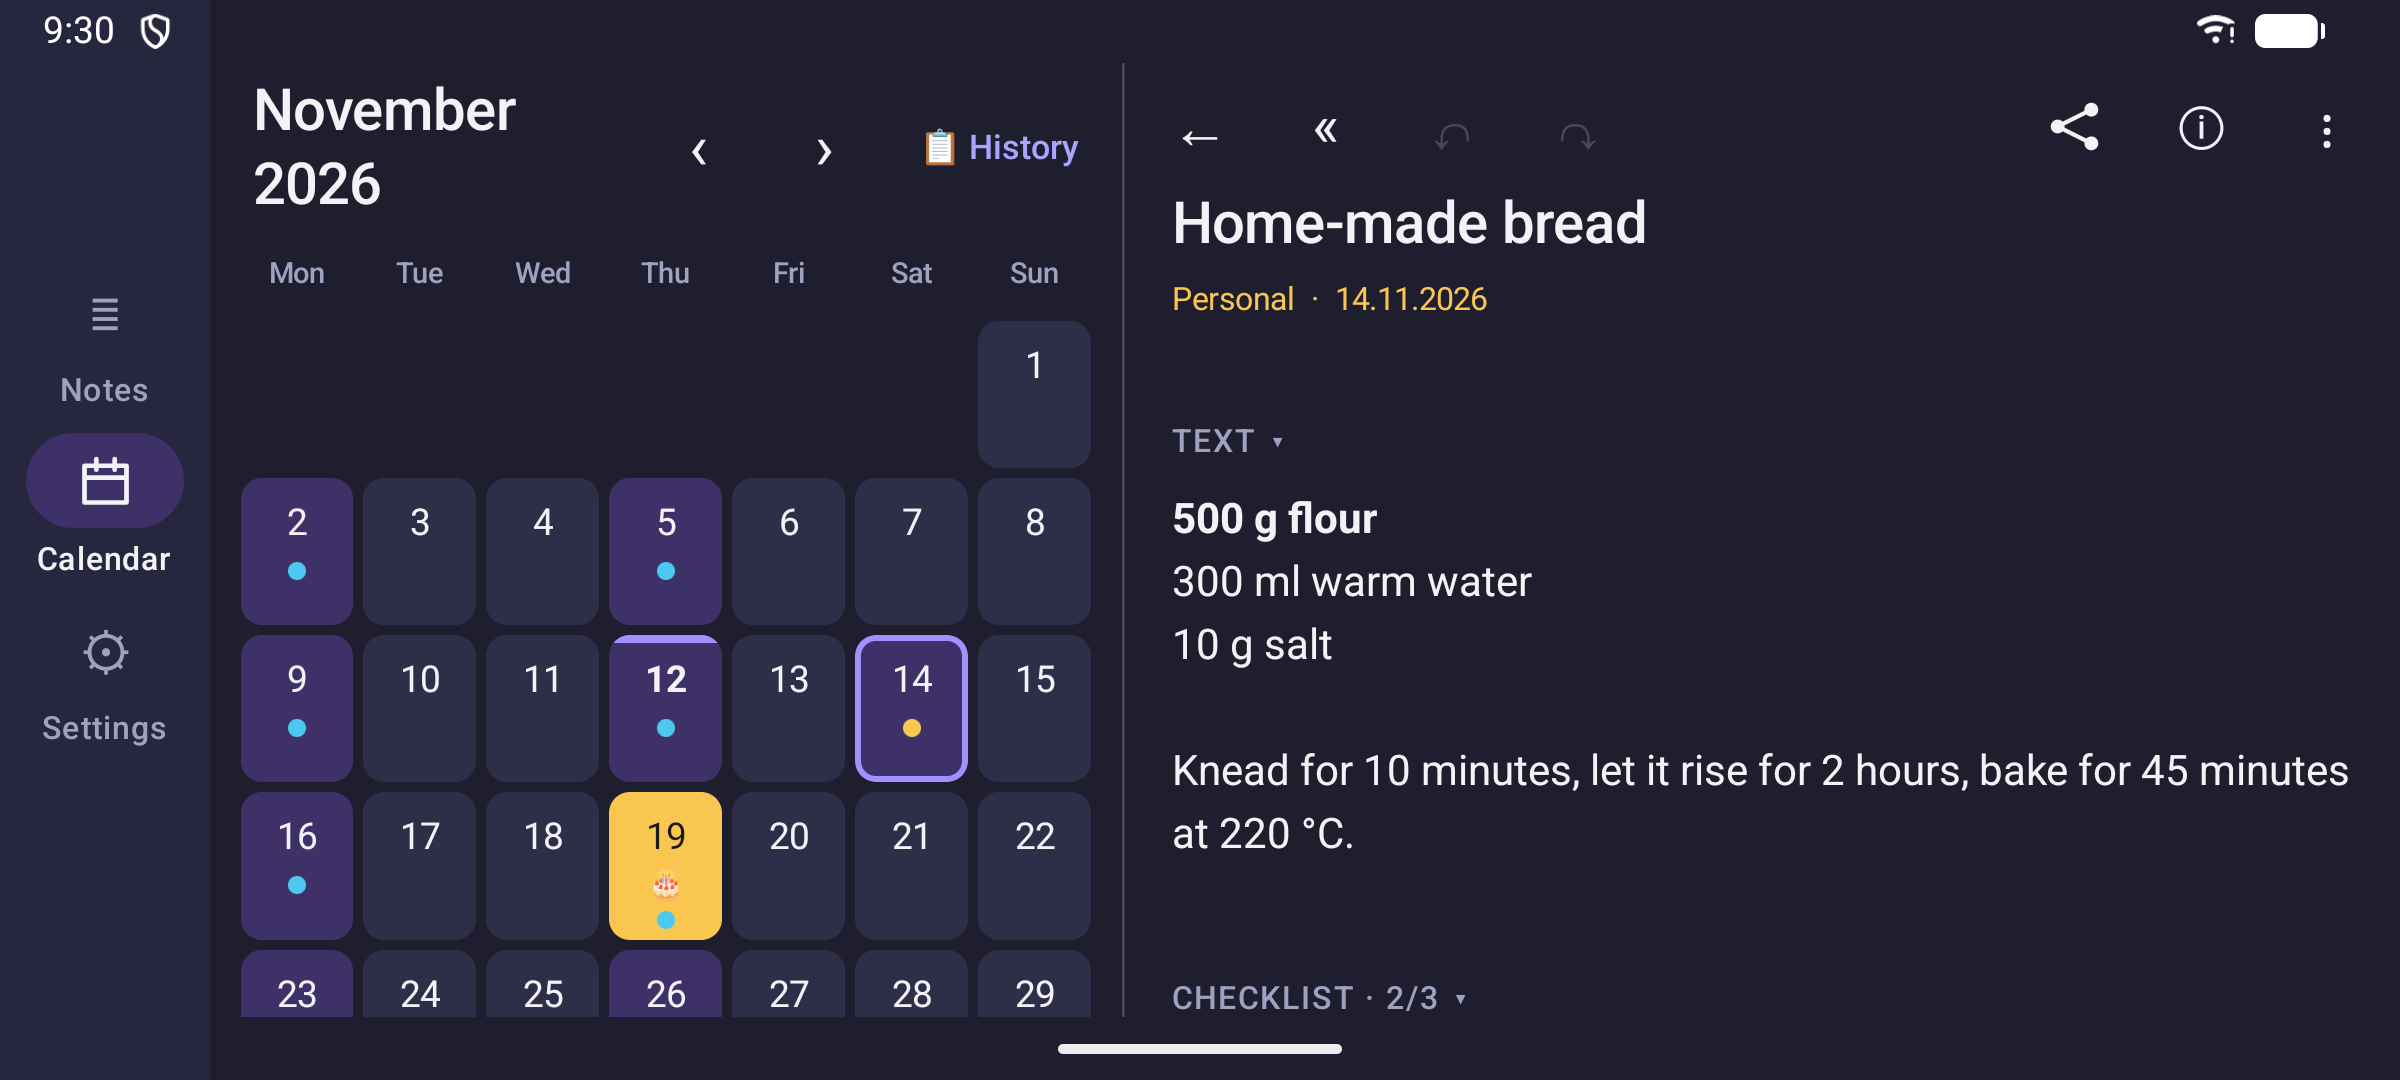 9:30
November
2026
‹ › 📋 History
Mon Tue Wed Thu Fri Sat Sun
1
2 3 4 5 6 7 8
9 10 11 12 13 14 15
16 17 18 19 20 21 22
23 24 25 26 27 28 29
Notes
Calendar
Settings
Home-made bread
Personal · 14.11.2026
TEXT ▾
500 g flour
300 ml warm water
10 g salt
Knead for 10 minutes, let it rise for 2 hours, bake for 45 minutes
at 220 °C.
CHECKLIST · 2/3 ▾